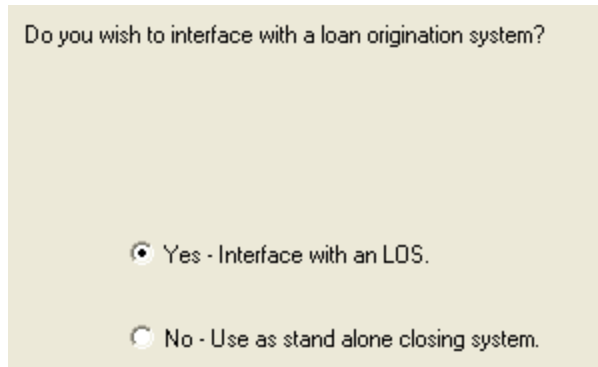 Do you wish to interface with a loan origination system?
Yes - Interface with an LOS.
No - Use as stand alone closing system.